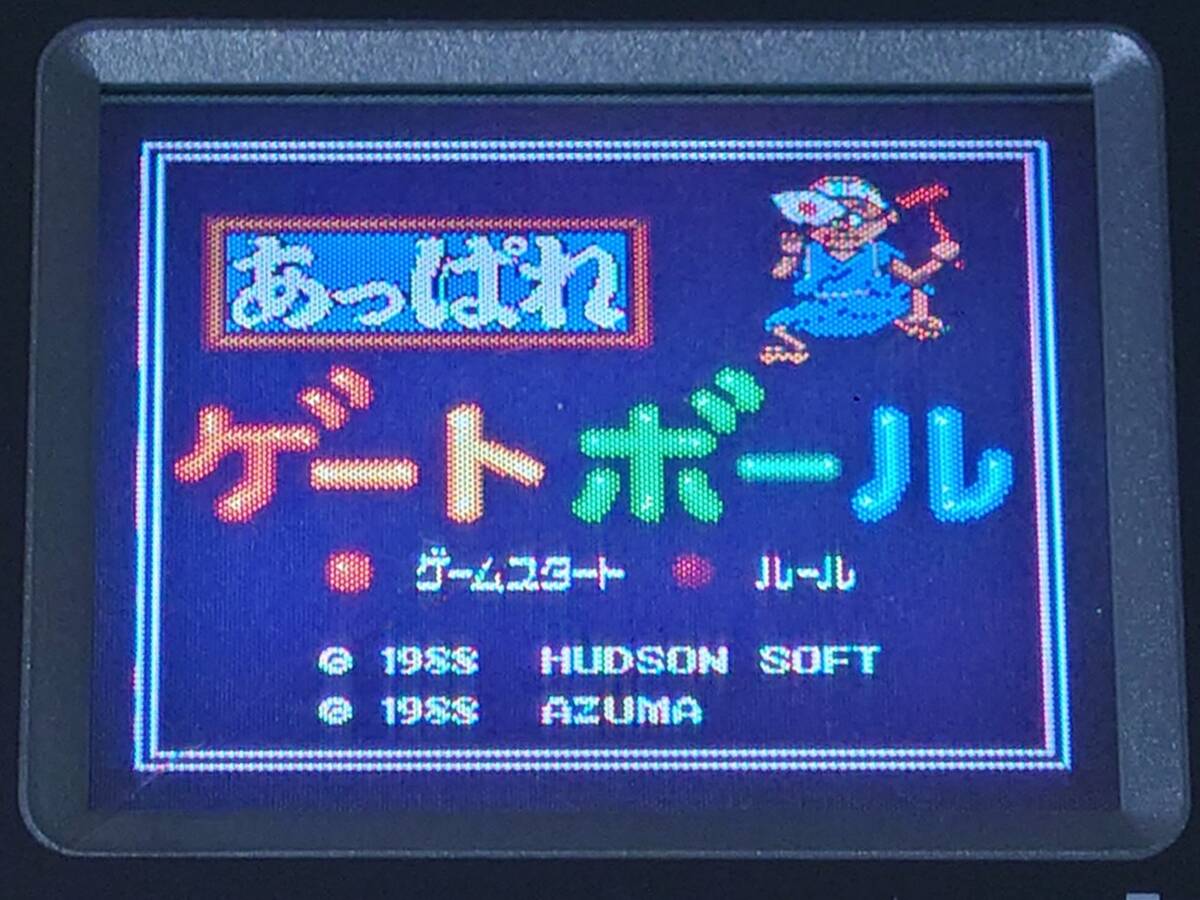 あっぱれ
ゲートボール
ゲームスタート ルール
© 1988 HUDSON SOFT
© 1988 AZUMA